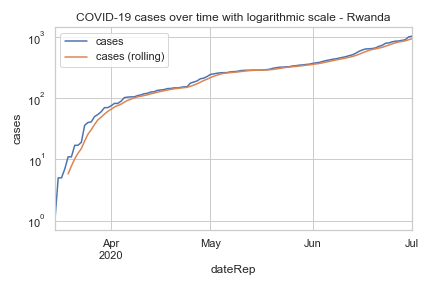 COVID-19 cases over time with logarithmic scale - Rwanda
cases
cases (rolling)
10³
10²
10¹
10⁰
cases
Apr
2020
May
Jun
Jul
dateRep